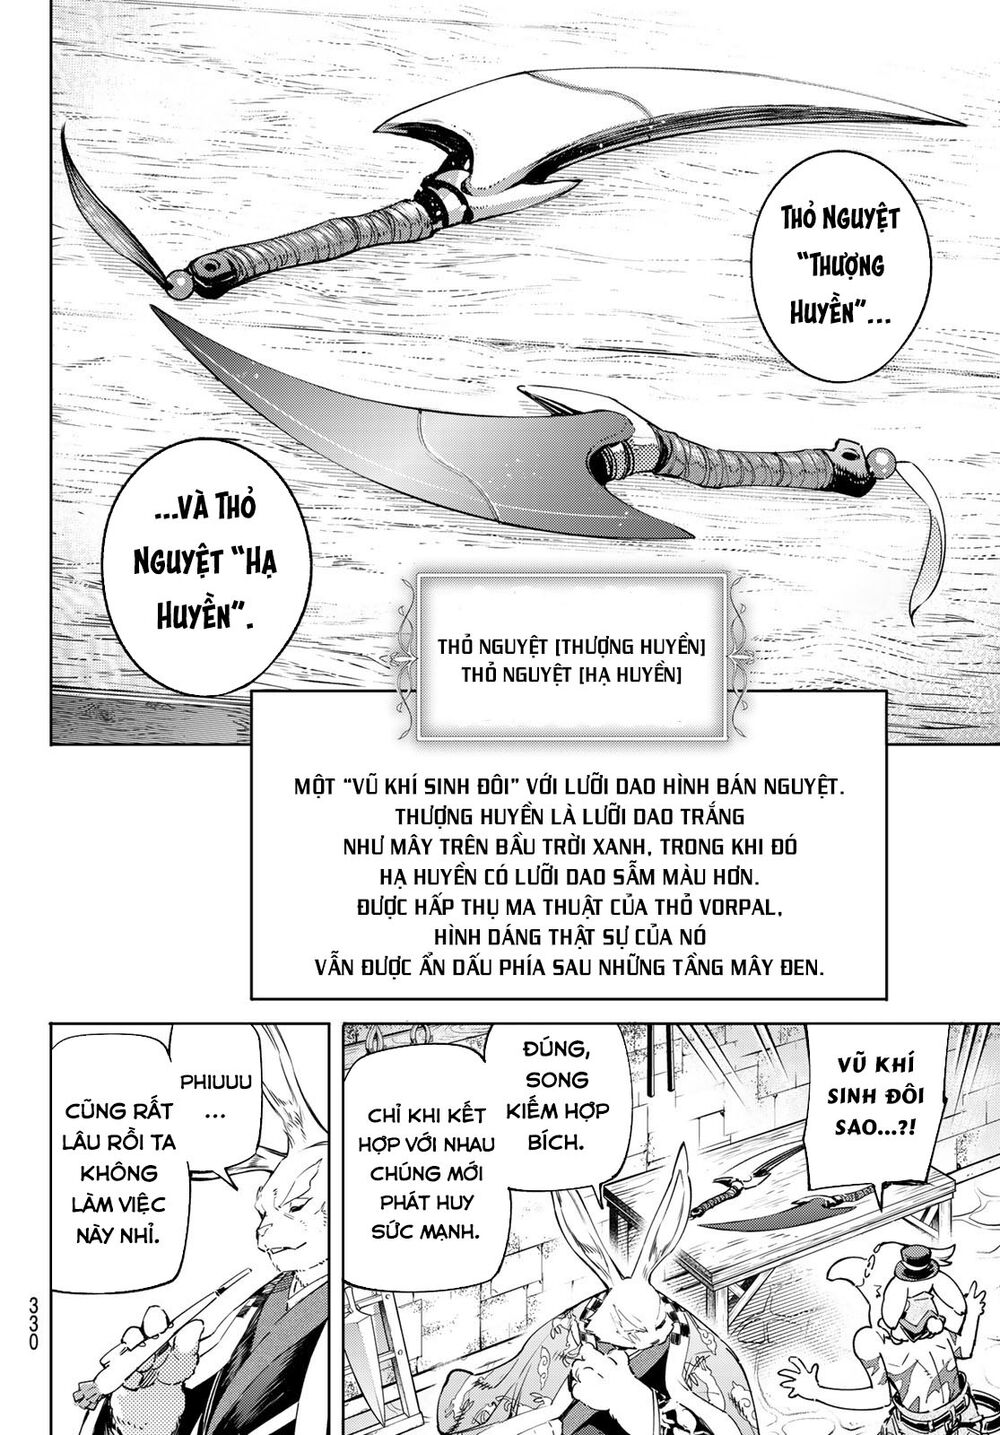 THỎ NGUYỆT
"THƯỢNG
HUYỀN"...
...VÀ THỎ
NGUYỆT "HẠ
HUYỀN".
THỎ NGUYỆT [THƯỢNG HUYỀN]
THỎ NGUYỆT [HẠ HUYỀN]
MỘT "VŨ KHÍ SINH ĐÔI" VỚI LƯỠI DAO HÌNH BÁN NGUYỆT.
THƯỢNG HUYỀN LÀ LƯỠI DAO TRẮNG
NHƯ MÂY TRÊN BẦU TRỜI XANH, TRONG KHI ĐÓ
HẠ HUYỀN CÓ LƯỠI DAO SẪM MÀU HƠN.
ĐƯỢC HẤP THỤ MA THUẬT CỦA THỎ VORPAL,
HÌNH DÁNG THẬT SỰ CỦA NÓ
VẪN ĐƯỢC ẨN DẤU PHÍA SAU NHỮNG TẦNG MÂY ĐEN.
VŨ KHÍ
SINH ĐÔI
SAO...?!
ĐÚNG,
SONG
KIẾM HỢP
BÍCH.
CHỈ KHI KẾT
HỢP VỚI NHAU
CHÚNG MỚI
PHÁT HUY
SỨC MẠNH.
PHIUUU
...
CŨNG RẤT
LÂU RỒI TA
KHÔNG
LÀM VIỆC
NÀY NHỈ.
330